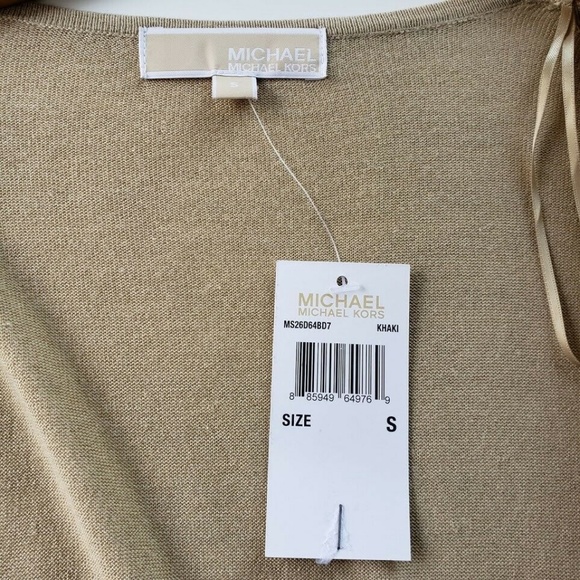 MICHAEL
MICHAEL KORS
MICHAEL
MICHAEL KORS
MS26D64BD7 KHAKI
8 85949 64976 9
SIZE S